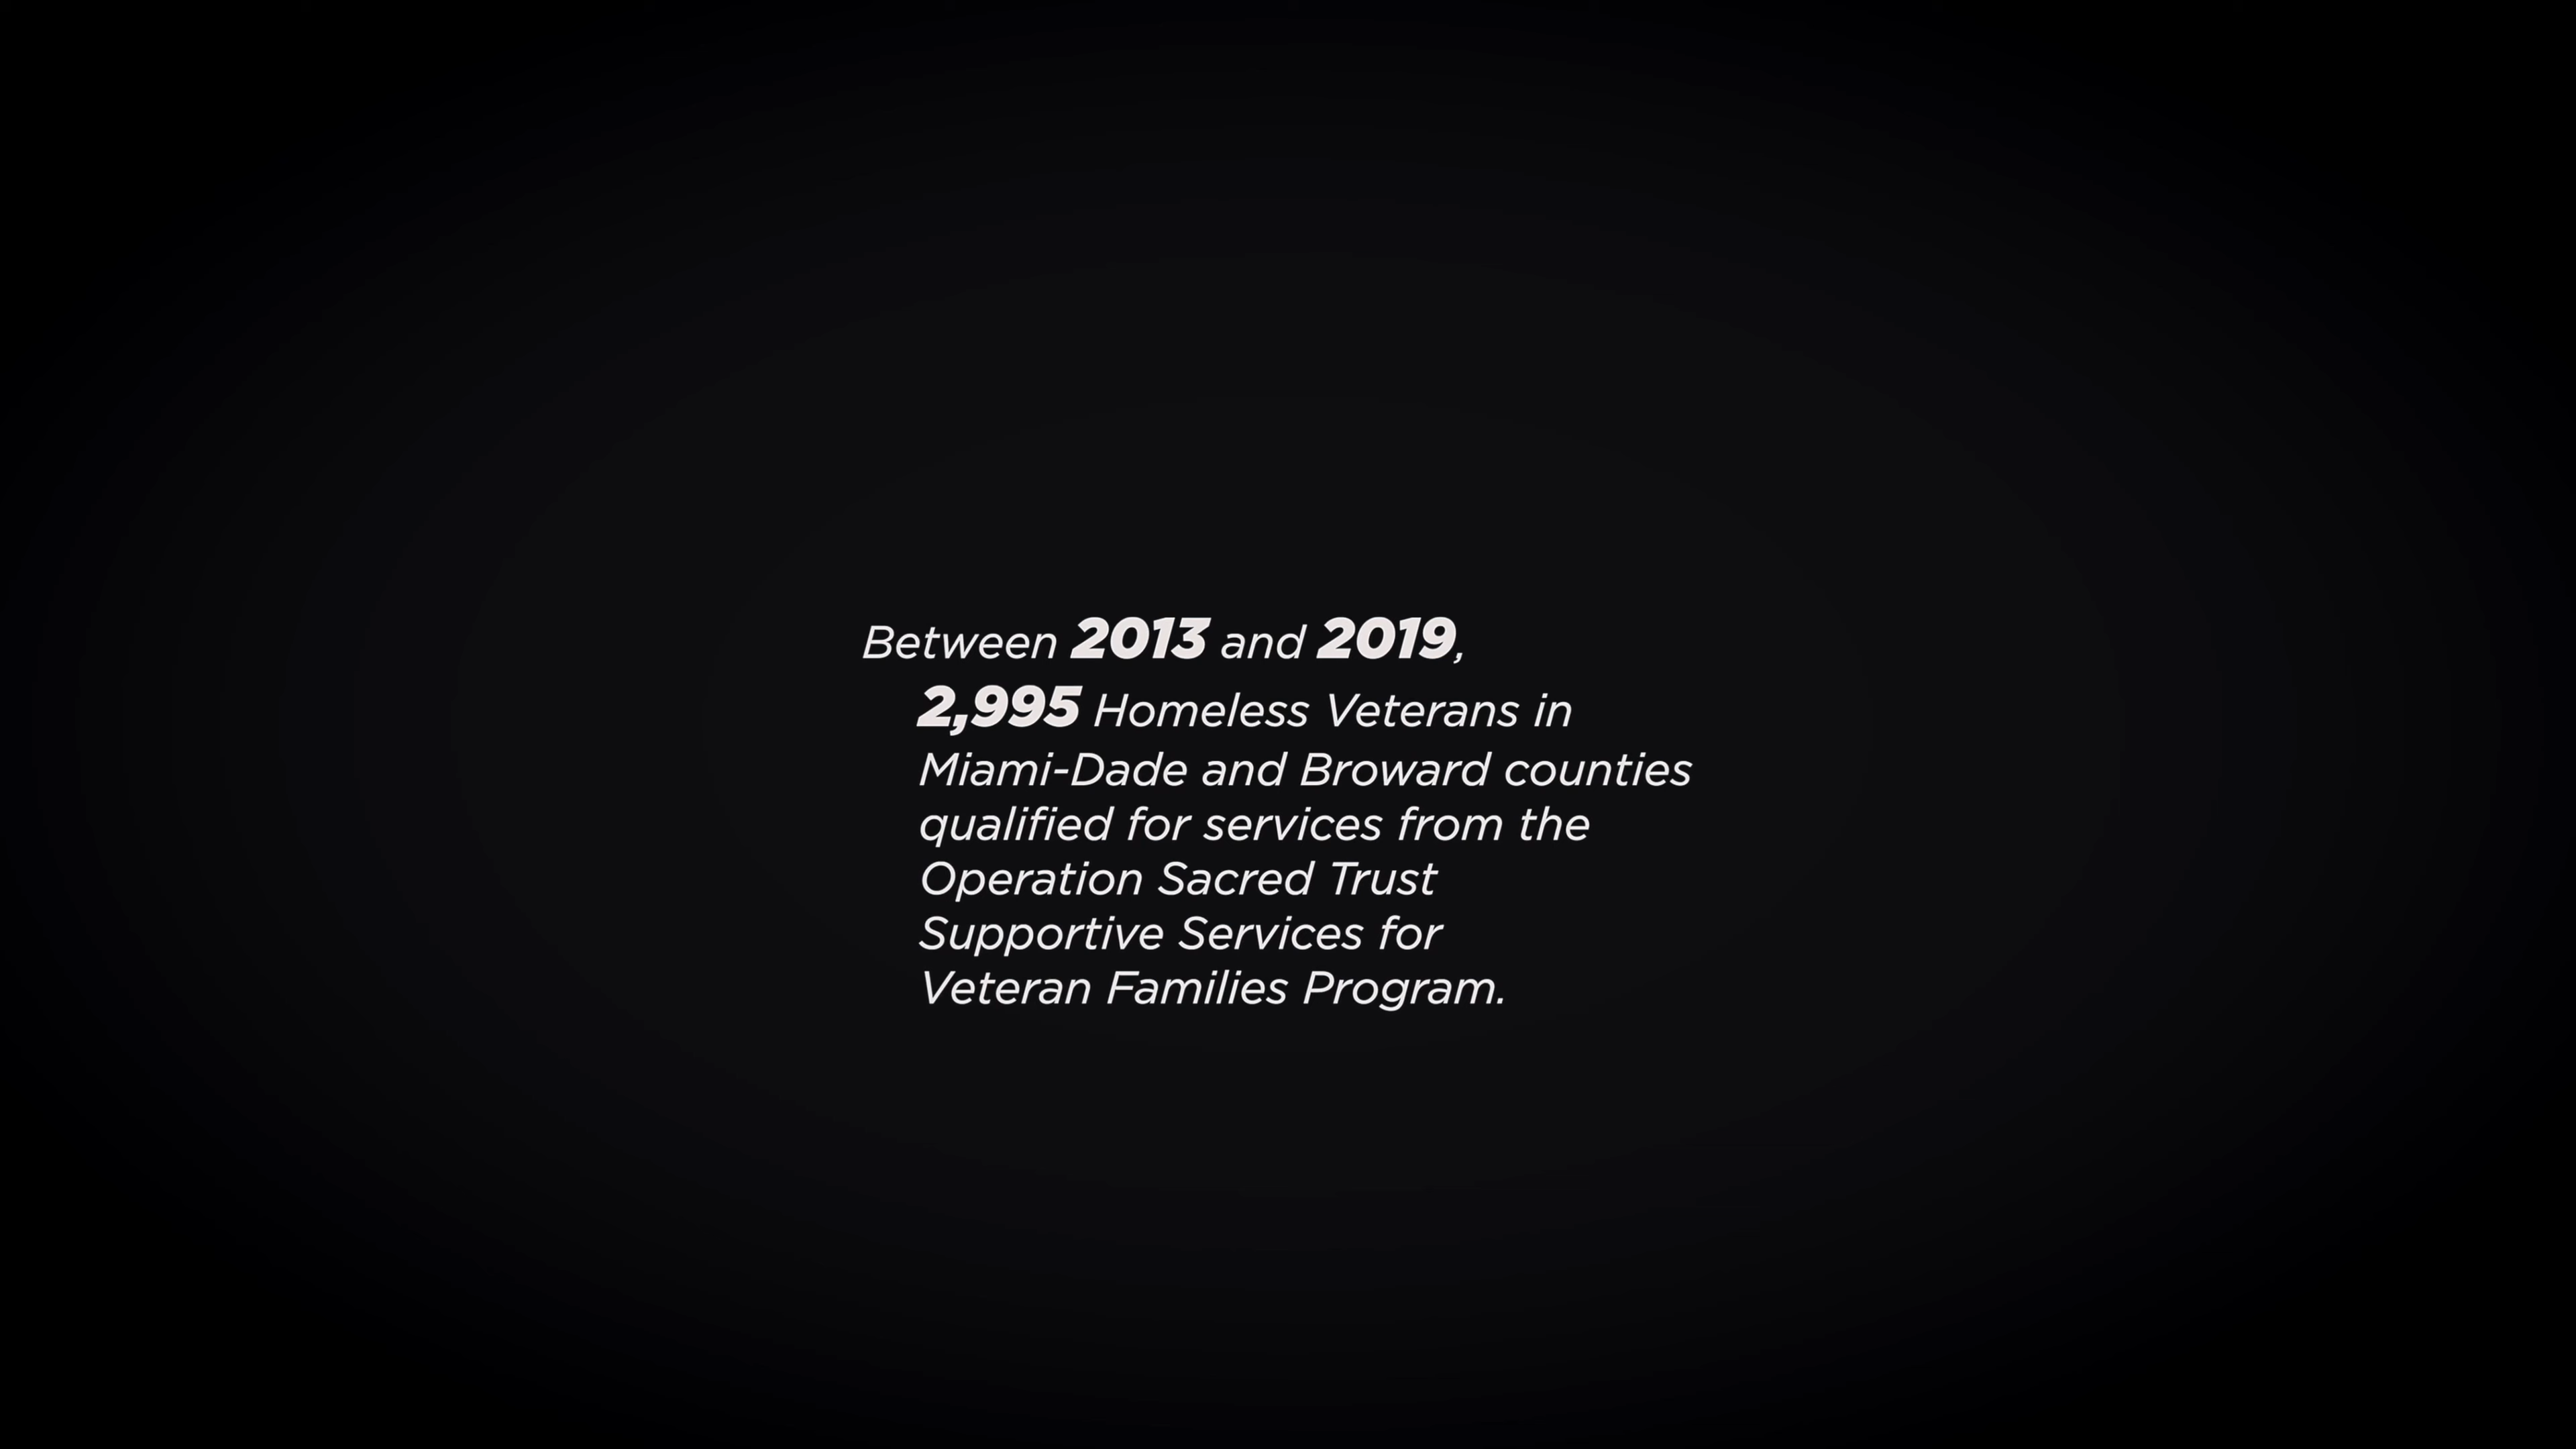 Between 2013 and 2019,
2,995 Homeless Veterans in
Miami-Dade and Broward counties
qualified for services from the
Operation Sacred Trust
Supportive Services for
Veteran Families Program.